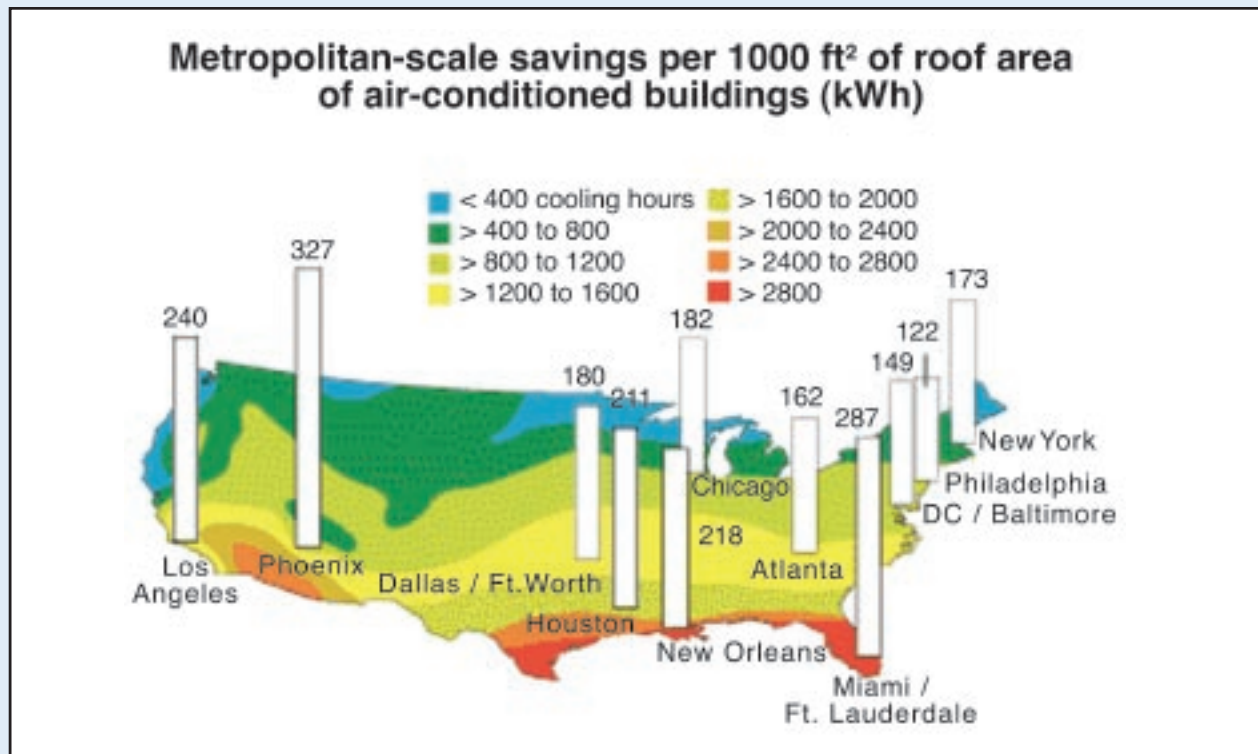 Metropolitan-scale savings per 1000 ft² of roof area
of air-conditioned buildings (kWh)
< 400 cooling hours
> 400 to 800
> 800 to 1200
> 1200 to 1600
> 1600 to 2000
> 2000 to 2400
> 2400 to 2800
> 2800
327
240
182
173
122
149
180
211
162
287
New York
Chicago
Philadelphia
DC / Baltimore
218
Los
Angeles
Phoenix
Dallas / Ft. Worth
Atlanta
Houston
New Orleans
Miami /
Ft. Lauderdale